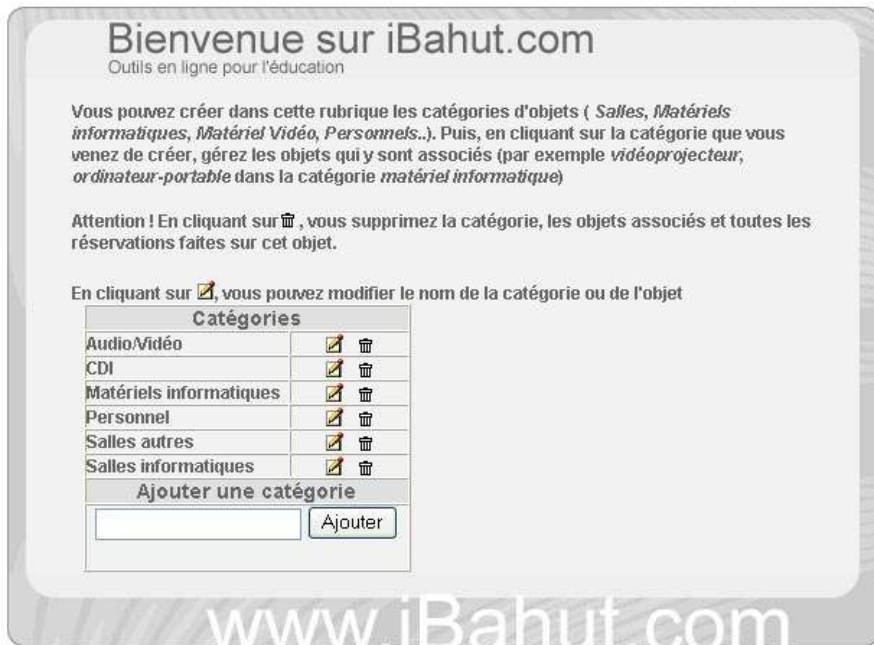 Bienvenue sur iBahut.com
Outils en ligne pour l'éducation
Vous pouvez créer dans cette rubrique les catégories d'objets ( Salles, Matériels
informatiques, Matériel Vidéo, Personnels..). Puis, en cliquant sur la catégorie que vous
venez de créer, gérez les objets qui y sont associés (par exemple vidéoprojecteur,
ordinateur-portable dans la catégorie matériel informatique)
Attention ! En cliquant sur , vous supprimez la catégorie, les objets associés et toutes les
réservations faites sur cet objet.
En cliquant sur , vous pouvez modifier le nom de la catégorie ou de l'objet
Catégories
Audio/Vidéo
CDI
Matériels informatiques
Personnel
Salles autres
Salles informatiques
Ajouter une catégorie
Ajouter
www.iBahut.com